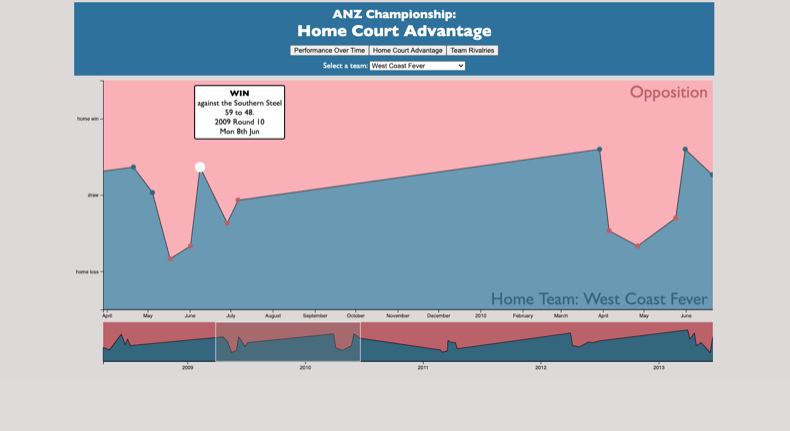 ANZ Championship:
Home Court Advantage
Performance Over Time Home Court Advantage Team Rivalries
Select a team: West Coast Fever
Opposition
WIN
against the Southern Steel
59 to 48.
2009 Round 10
Mon 8th Jun
home win
draw
home loss
Home Team: West Coast Fever
April May June July August September October November December 2010 February March April May June
2009 2010 2011 2012 2013